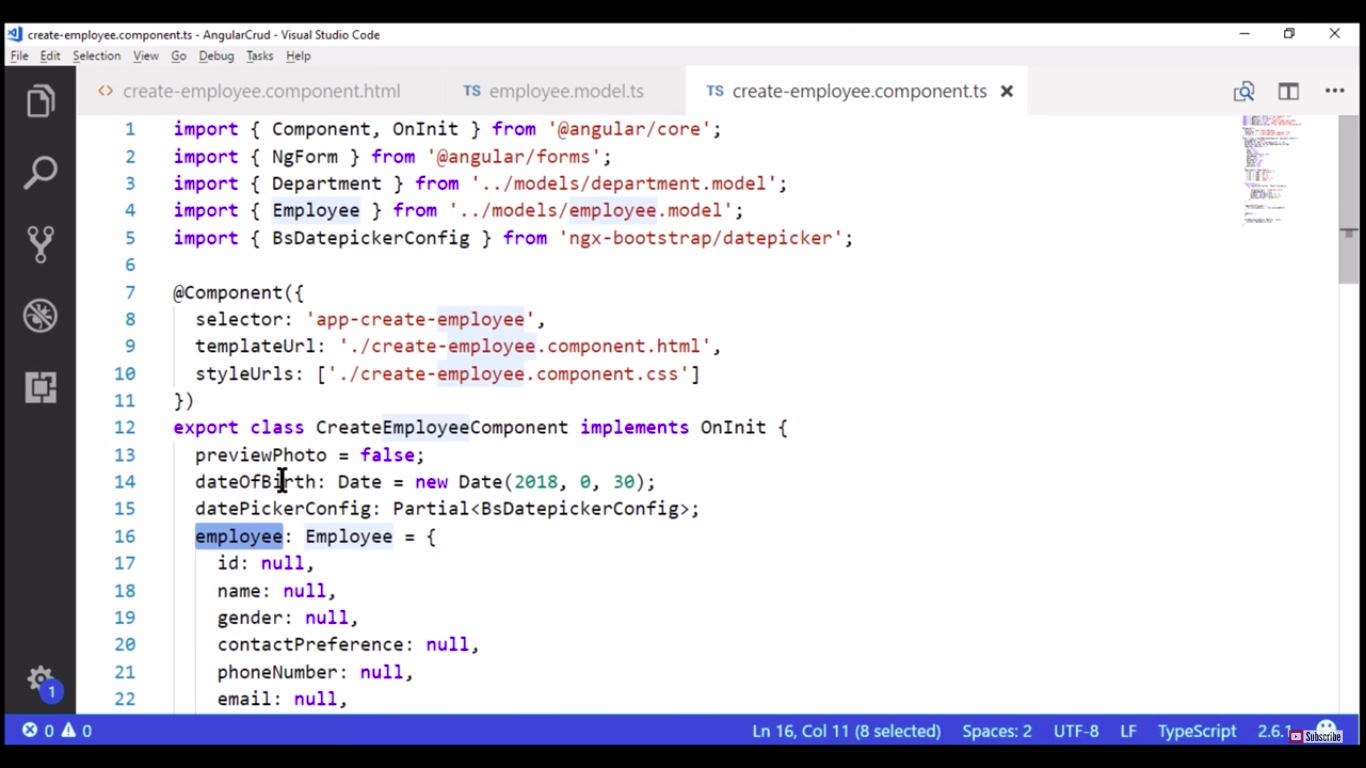 create-employee.component.ts - AngularCrud - Visual Studio Code
File Edit Selection View Go Debug Tasks Help
create-employee.component.html TS employee.model.ts TS create-employee.component.ts
1 import { Component, OnInit } from '@angular/core';
2 import { NgForm } from '@angular/forms';
3 import { Department } from '../models/department.model';
4 import { Employee } from '../models/employee.model';
5 import { BsDatepickerConfig } from 'ngx-bootstrap/datepicker';
6
7 @Component({
8 selector: 'app-create-employee',
9 templateUrl: './create-employee.component.html',
10 styleUrls: ['./create-employee.component.css']
11 })
12 export class CreateEmployeeComponent implements OnInit {
13 previewPhoto = false;
14 dateOfBirth: Date = new Date(2018, 0, 30);
15 datePickerConfig: Partial<BsDatepickerConfig>;
16 employee: Employee = {
17 id: null,
18 name: null,
19 gender: null,
20 contactPreference: null,
21 phoneNumber: null,
22 email: null,
1
0 0 Ln 16, Col 11 (8 selected) Spaces: 2 UTF-8 LF TypeScript 2.6.1
Subscribe